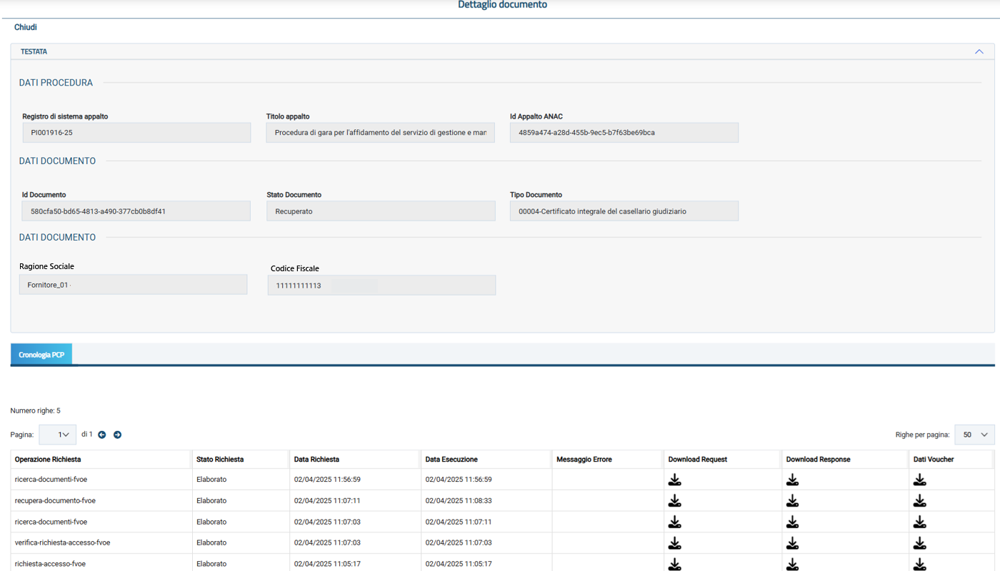 Dettaglio documento
Chiudi
TESTATA
DATI PROCEDURA
Registro di sistema appalto Titolo appalto Id Appalto ANAC
PI001916-25 Procedura di gara per l'affidamento del servizio di gestione e mar 4859a474-a28d-455b-9ec5-b7f63be69bca
DATI DOCUMENTO
Id Documento Stato Documento Tipo Documento
580cfa50-bd65-4813-a490-377cb0b8df41 Recuperato 00004-Certificato integrale del casellario giudiziario
DATI DOCUMENTO
Ragione Sociale Codice Fiscale
Fornitore_01 - 11111111113
Cronologia PCP
Numero righe: 5
Pagina: 1 di 1 Righe per pagina: 50
Operazione Richiesta Stato Richiesta Data Richiesta Data Esecuzione Messaggio Errore Download Request Download Response Dati Voucher
ricerca-documenti-fvoe Elaborato 02/04/2025 11:56:59 02/04/2025 11:56:59
recupera-documento-fvoe Elaborato 02/04/2025 11:07:11 02/04/2025 11:08:33
ricerca-documenti-fvoe Elaborato 02/04/2025 11:07:03 02/04/2025 11:07:11
verifica-richiesta-accesso-fvoe Elaborato 02/04/2025 11:07:03 02/04/2025 11:07:03
richiesta-accesso-fvoe Elaborato 02/04/2025 11:05:17 02/04/2025 11:05:17